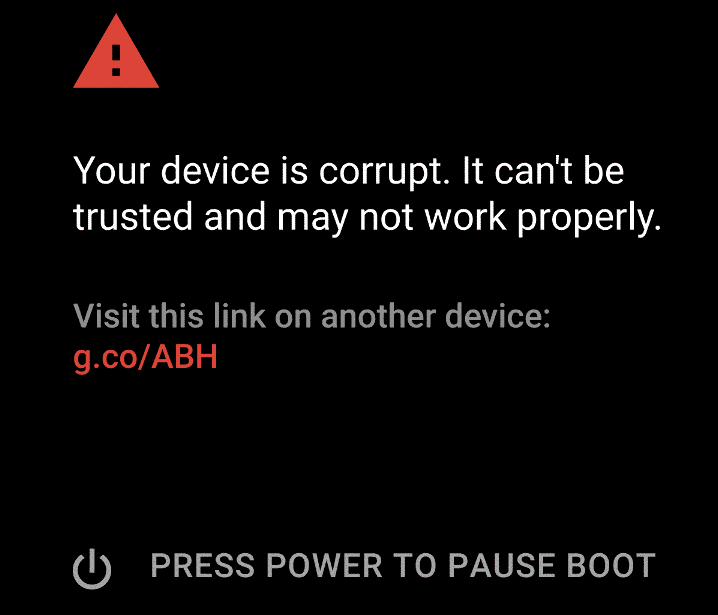 Your device is corrupt. It can't be
trusted and may not work properly.
Visit this link on another device:
g.co/ABH
PRESS POWER TO PAUSE BOOT